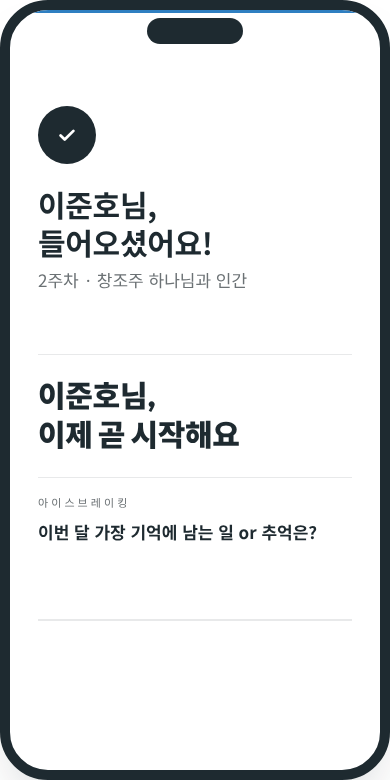 이준호님,
들어오셨어요!
2주차 · 창조주 하나님과 인간
이준호님,
이제 곧 시작해요
아이스브레이킹
이번 달 가장 기억에 남는 일 or 추억은?